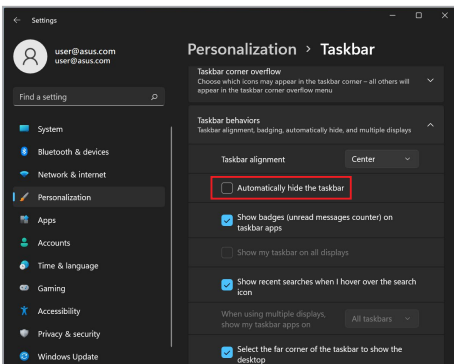 Settings
user@asus.com
user@asus.com
Find a setting
System
Bluetooth & devices
Network & internet
Personalization
Apps
Accounts
Time & language
Gaming
Accessibility
Privacy & security
Windows Update
Personalization > Taskbar
Taskbar corner overflow
Choose which icons may appear in the taskbar corner – all others will
appear in the taskbar corner overflow menu
Taskbar behaviors
Taskbar alignment, badging, automatically hide, and multiple displays
Taskbar alignment
Center
Automatically hide the taskbar
Show badges (unread messages counter) on
taskbar apps
Show my taskbar on all displays
Show recent searches when I hover over the search
icon
When using multiple displays,
show my taskbar apps on
All taskbars
Select the far corner of the taskbar to show the
desktop